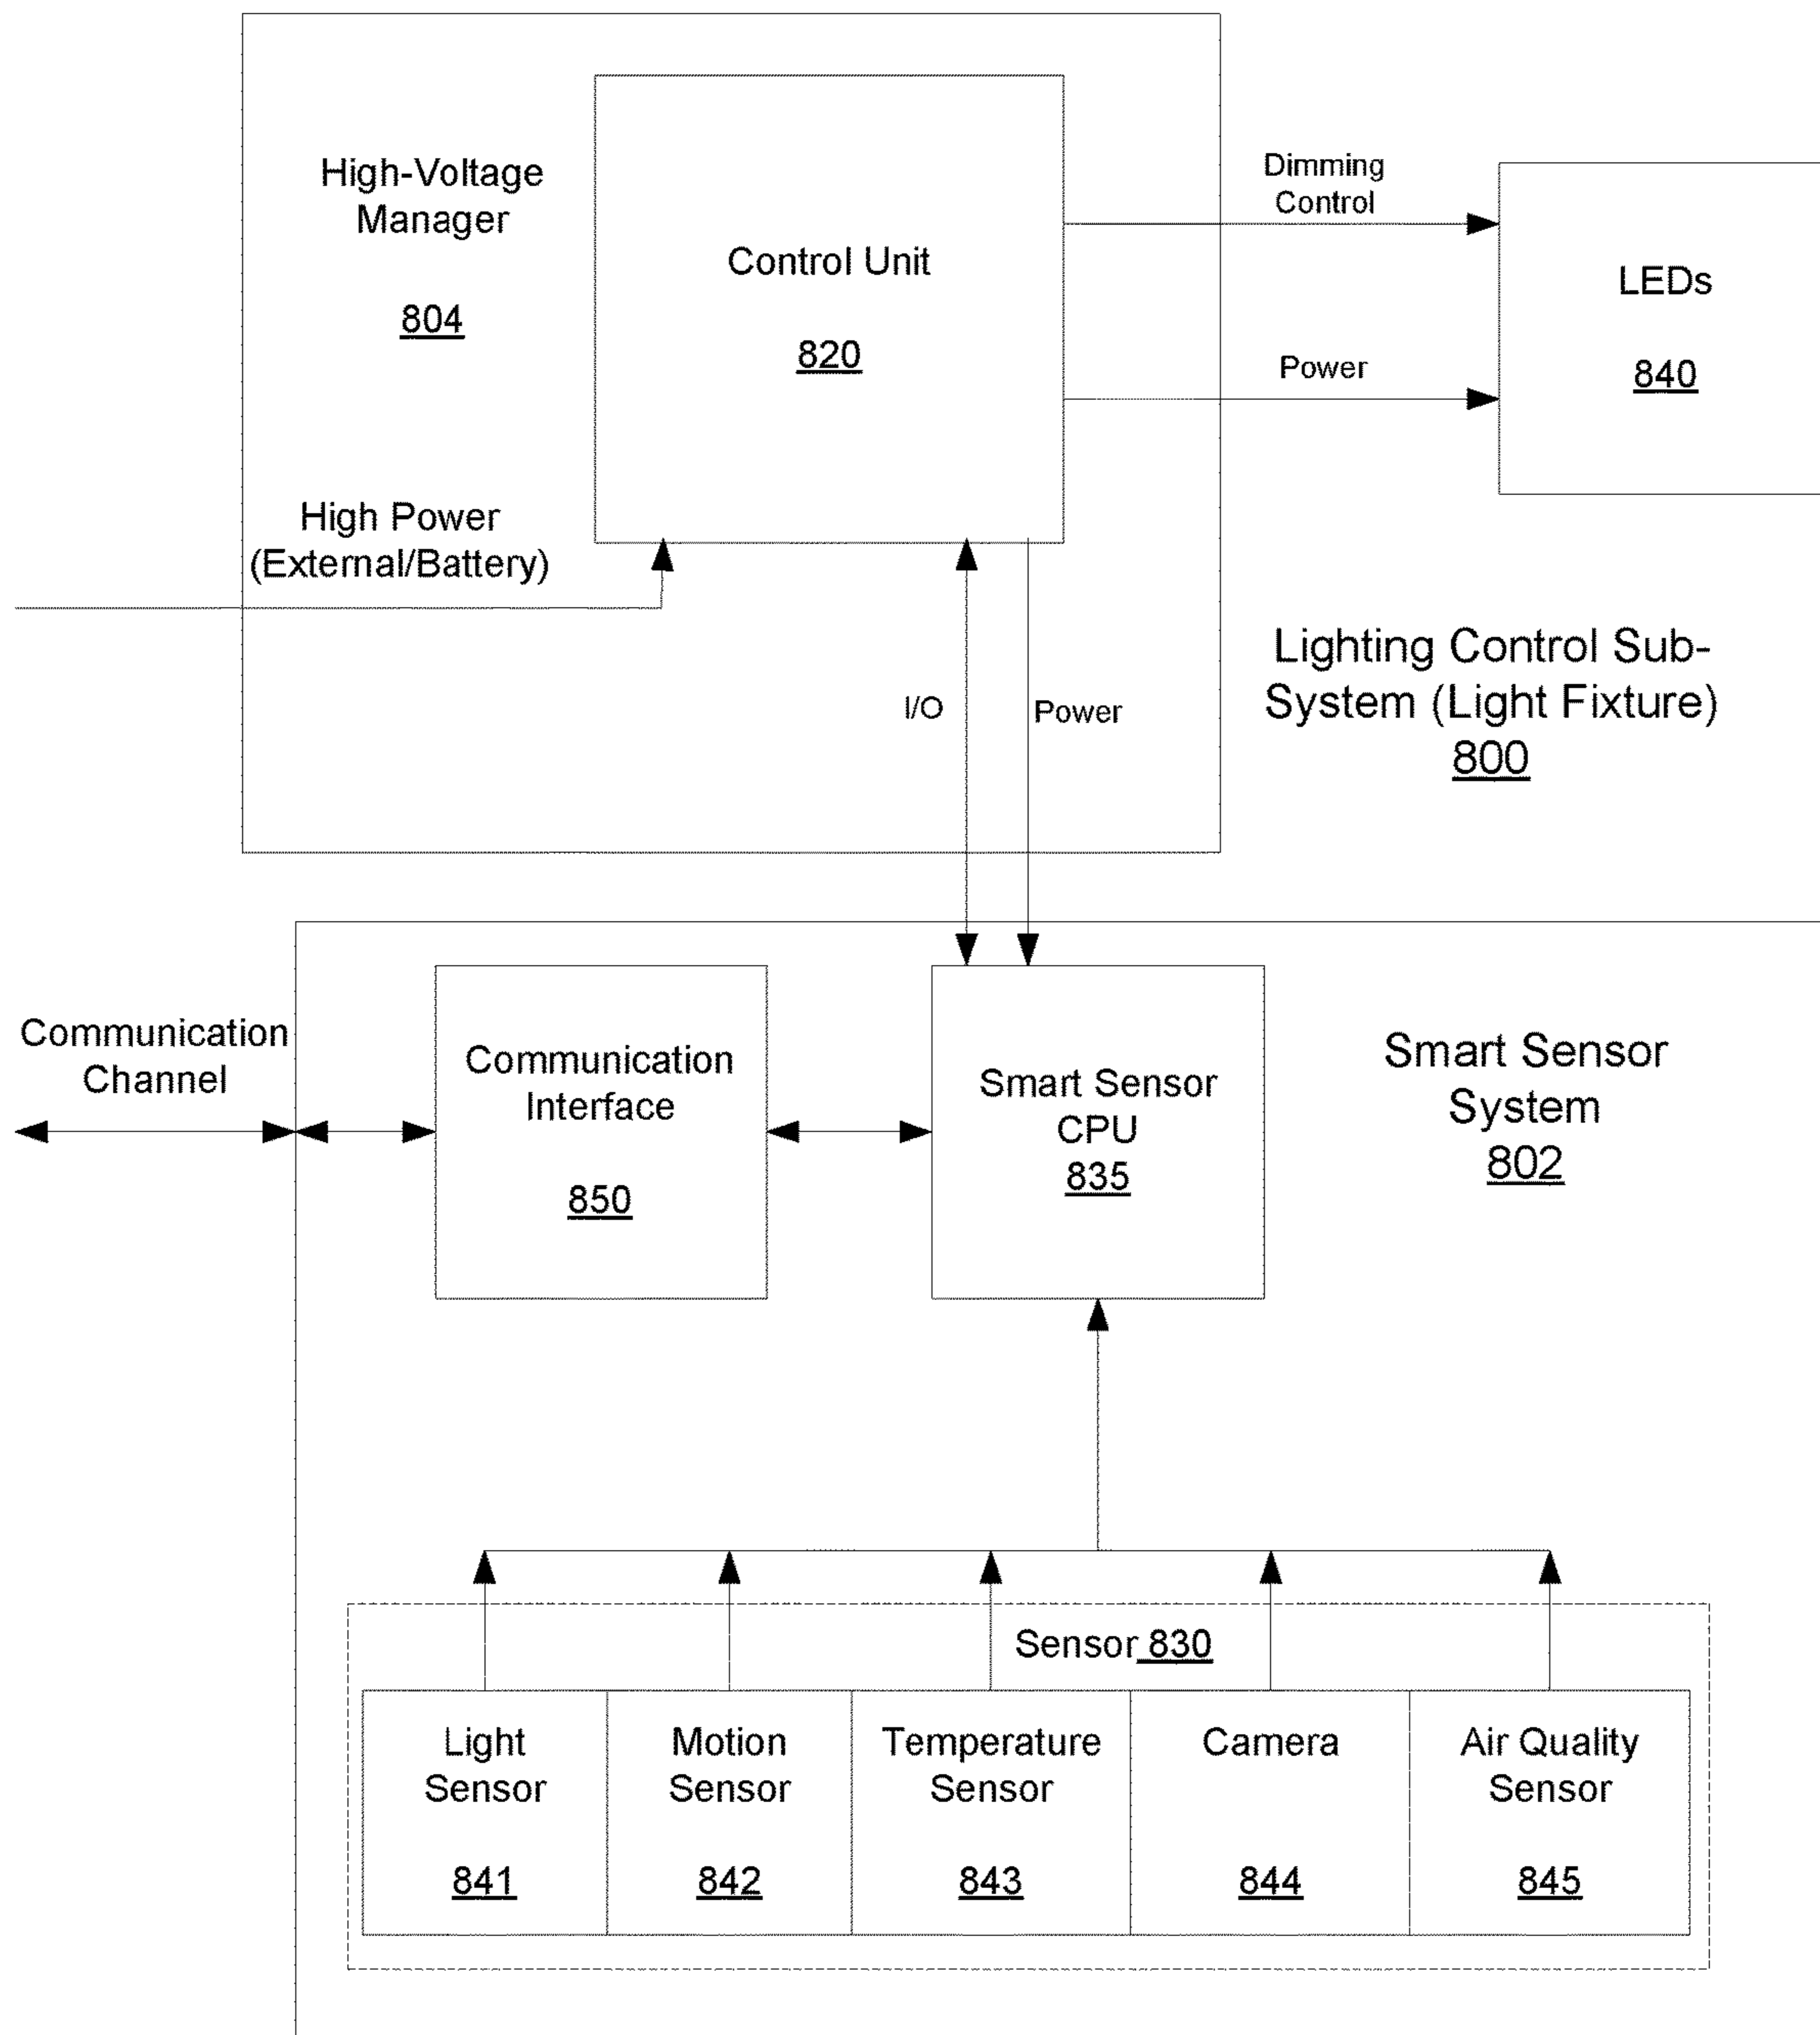 High-Voltage
Manager
804
Control Unit
820
Dimming
Control
Power
LEDs
840
High Power
(External/Battery)
I/O
Power
Lighting Control Sub-
System (Light Fixture)
800
Communication
Channel
Communication
Interface
850
Smart Sensor
CPU
835
Smart Sensor
System
802
Sensor 830
Light
Sensor
841
Motion
Sensor
842
Temperature
Sensor
843
Camera
844
Air Quality
Sensor
845